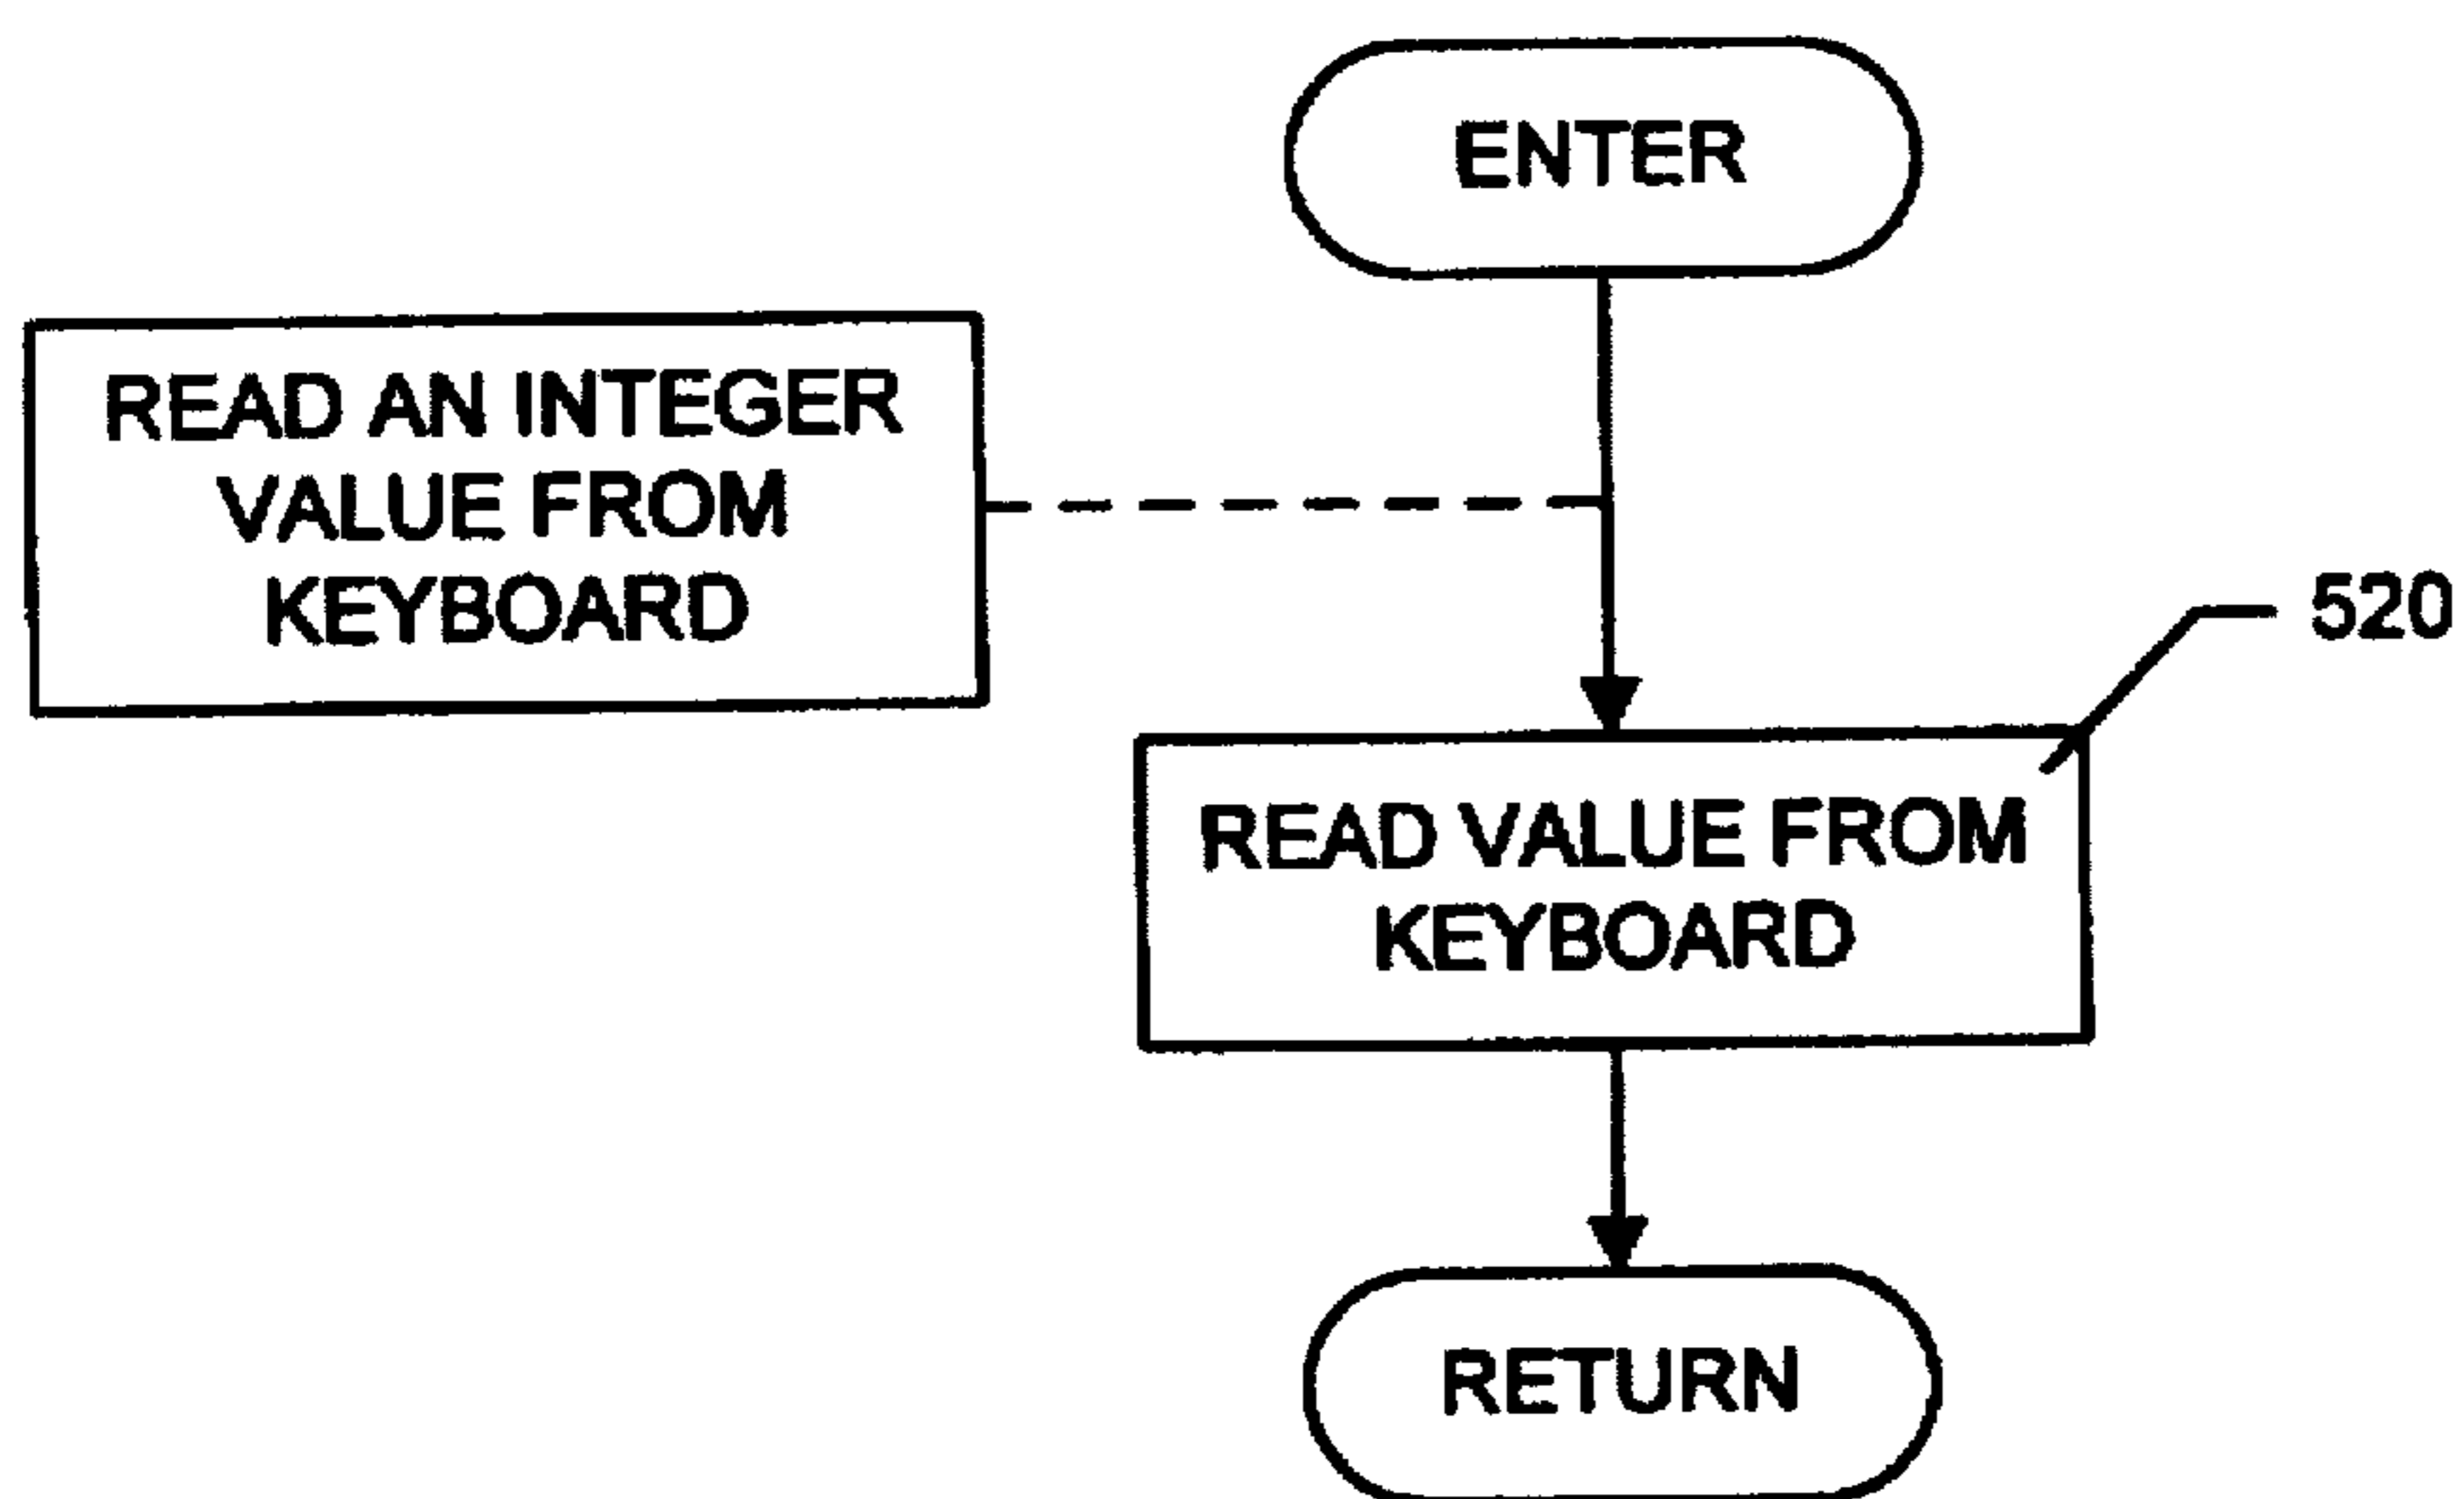 ENTER
READ AN INTEGER
VALUE FROM
KEYBOARD
520
READ VALUE FROM
KEYBOARD
RETURN